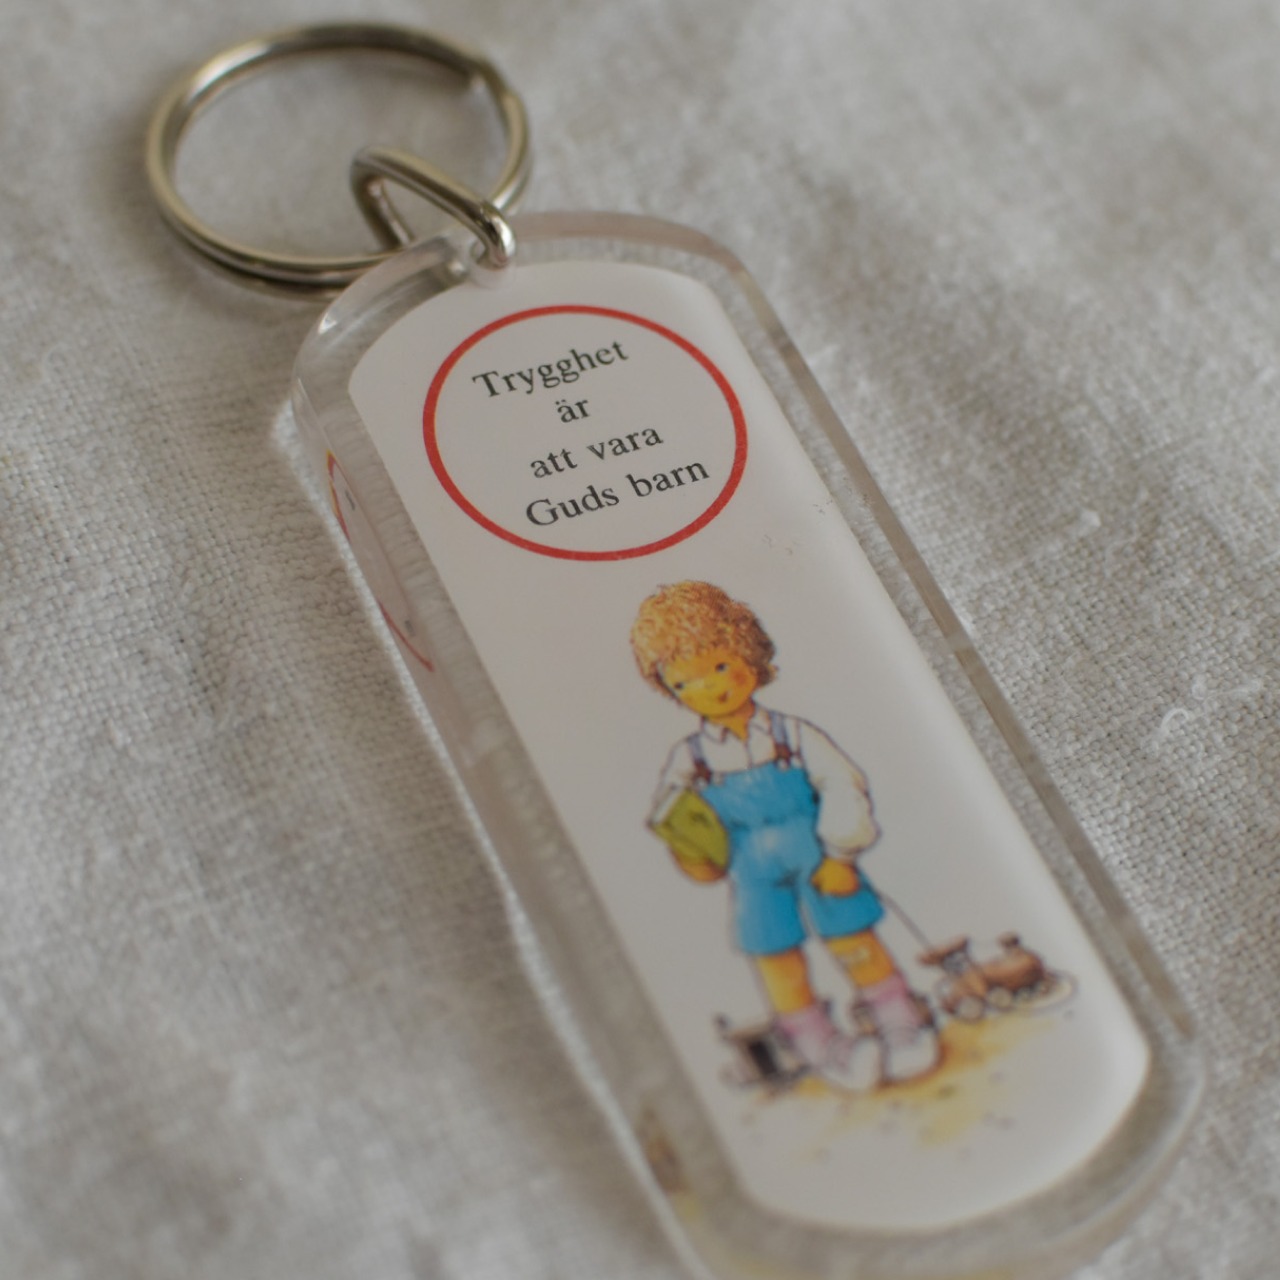 Trygghet
är
att vara
Guds barn